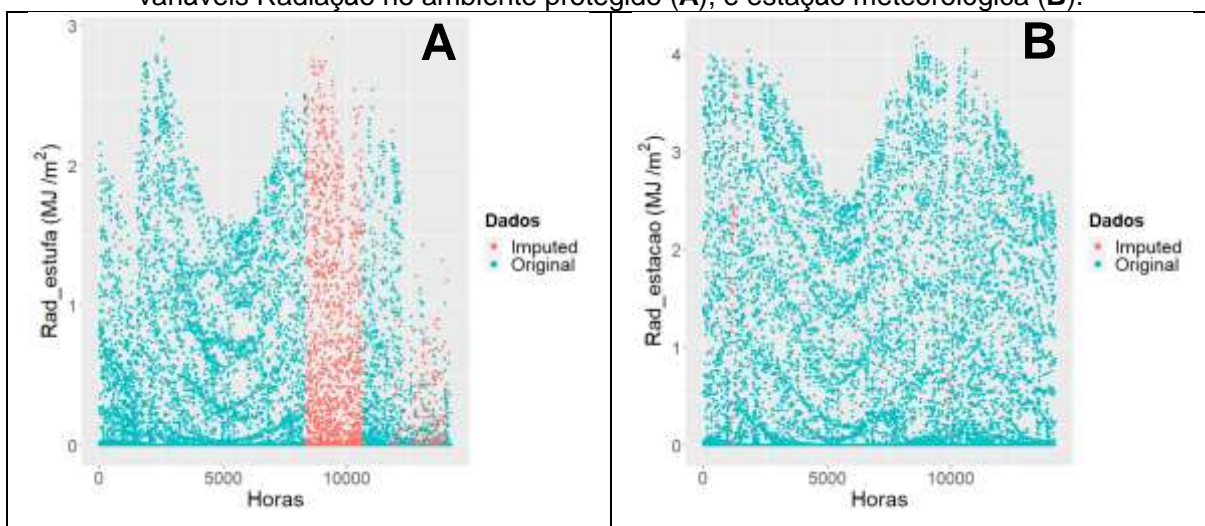 variáveis Radiação no ambiente protegido (A), e estação meteorológica (B).
A
3
2
1
0
Rad_estufa (MJ /m²)
0 5000 10000
Horas
Dados
Imputed
Original
B
4
3
2
1
0
Rad_estacao (MJ /m²)
0 5000 10000
Horas
Dados
Imputed
Original